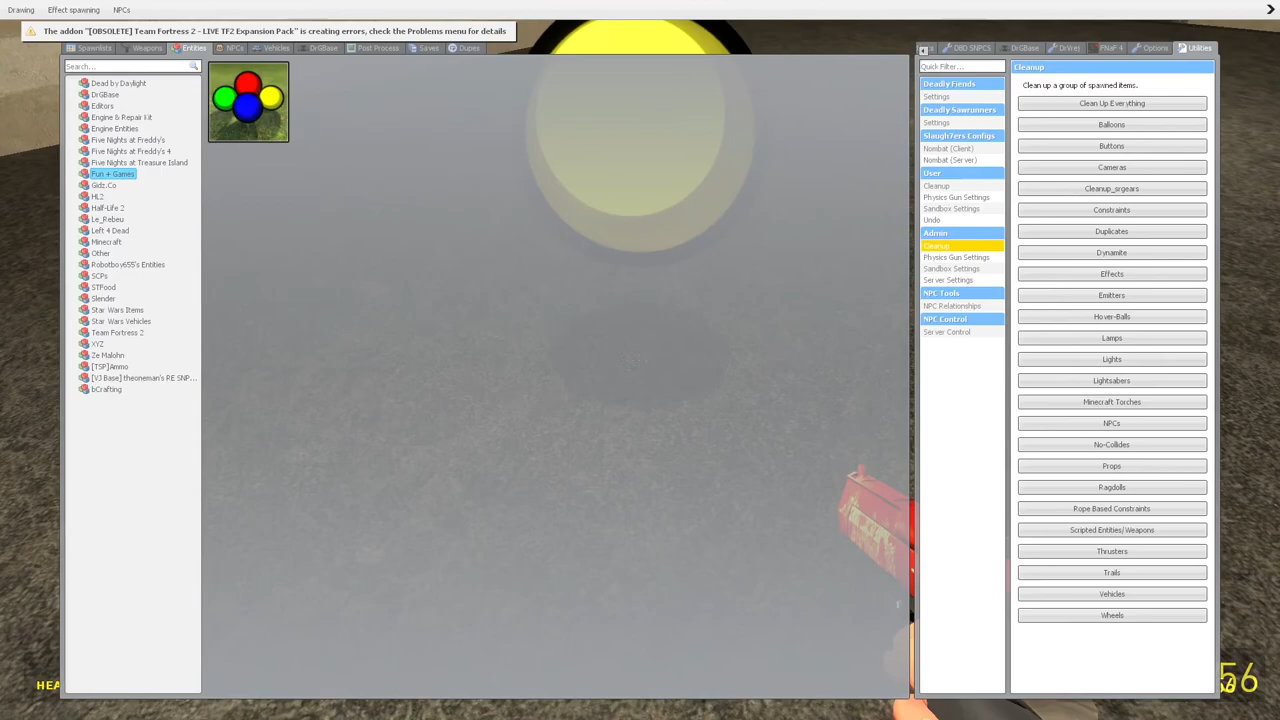 Drawing Effect spawning NPCs
The addon "[OBSOLETE] Team Fortress 2 - LIVE TF2 Expansion Pack" is creating errors, check the Problems menu for details
Spawnlists Weapons Entities NPCs Vehicles DrGBase Post Process Saves Dupes
Search...
Dead by Daylight
DrGBase
Editors
Engine & Repair Kit
Engine Entities
Five Nights at Freddy's
Five Nights at Freddy's 4
Five Nights at Treasure Island
Fun + Games
Gidz.Co
HL2
Half-Life 2
Le_Rebeu
Left 4 Dead
Minecraft
Other
Robotboy655's Entities
SCPs
STFood
Slender
Star Wars Items
Star Wars Vehicles
Team Fortress 2
XYZ
Ze Malohn
[TSP]Ammo
[VJ Base] theoneman's RE SNP...
bCrafting
OBD SNPCS DrGBase DrVrej FNaF 4 Options Utilities
Quick Filter...
Deadly Fiends
Settings
Deadly Sawrunners
Settings
Slaugh7ers Configs
Nombat (Client)
Nombat (Server)
User
Cleanup
Physics Gun Settings
Sandbox Settings
Undo
Admin
Cleanup
Physics Gun Settings
Sandbox Settings
Server Settings
NPC Tools
NPC Relationships
NPC Control
Server Control
Cleanup
Clean up a group of spawned items.
Clean Up Everything
Balloons
Buttons
Cameras
Cleanup_srgears
Constraints
Duplicates
Dynamite
Effects
Emitters
Hover-Balls
Lamps
Lights
Lightsabers
Minecraft Torches
NPCs
No-Collides
Props
Ragdolls
Rope Based Constraints
Scripted Entities/Weapons
Thrusters
Trails
Vehicles
Wheels
HEA
56